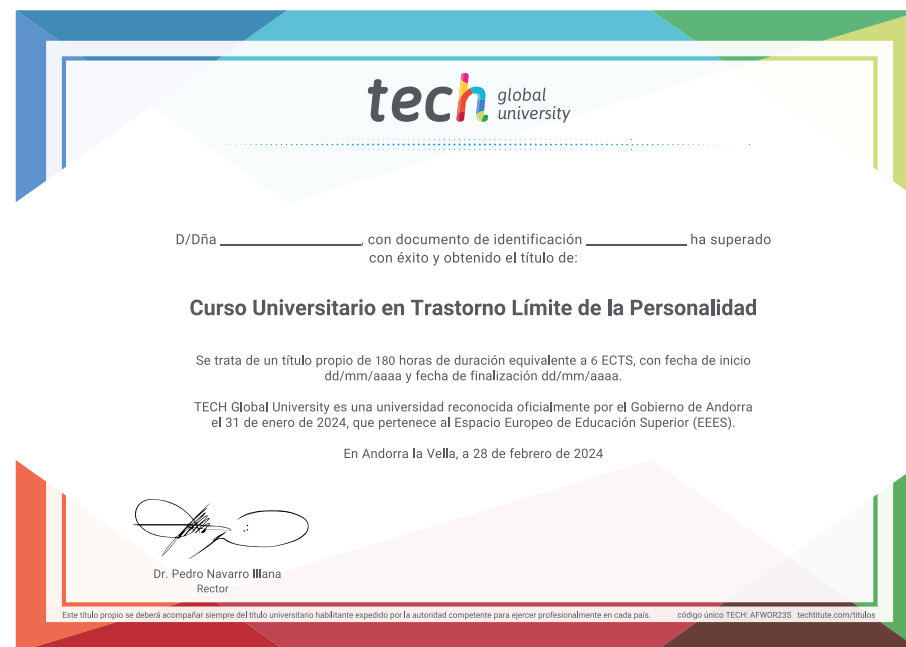 tech global
university
D/Dña ______________, con documento de identificación ______________ ha superado
con éxito y obtenido el título de:
Curso Universitario en Trastorno Límite de la Personalidad
Se trata de un título propio de 180 horas de duración equivalente a 6 ECTS, con fecha de inicio
dd/mm/aaaa y fecha de finalización dd/mm/aaaa.
TECH Global University es una universidad reconocida oficialmente por el Gobierno de Andorra
el 31 de enero de 2024, que pertenece al Espacio Europeo de Educación Superior (EEES).
En Andorra la Vella, a 28 de febrero de 2024
Dr. Pedro Navarro Illana
Rector
Este título propio se deberá acompañar siempre del título universitario habilitante expedido por la autoridad competente para ejercer profesionalmente en cada país. código único TECH: AFWOR23S techtitute.com/titulos